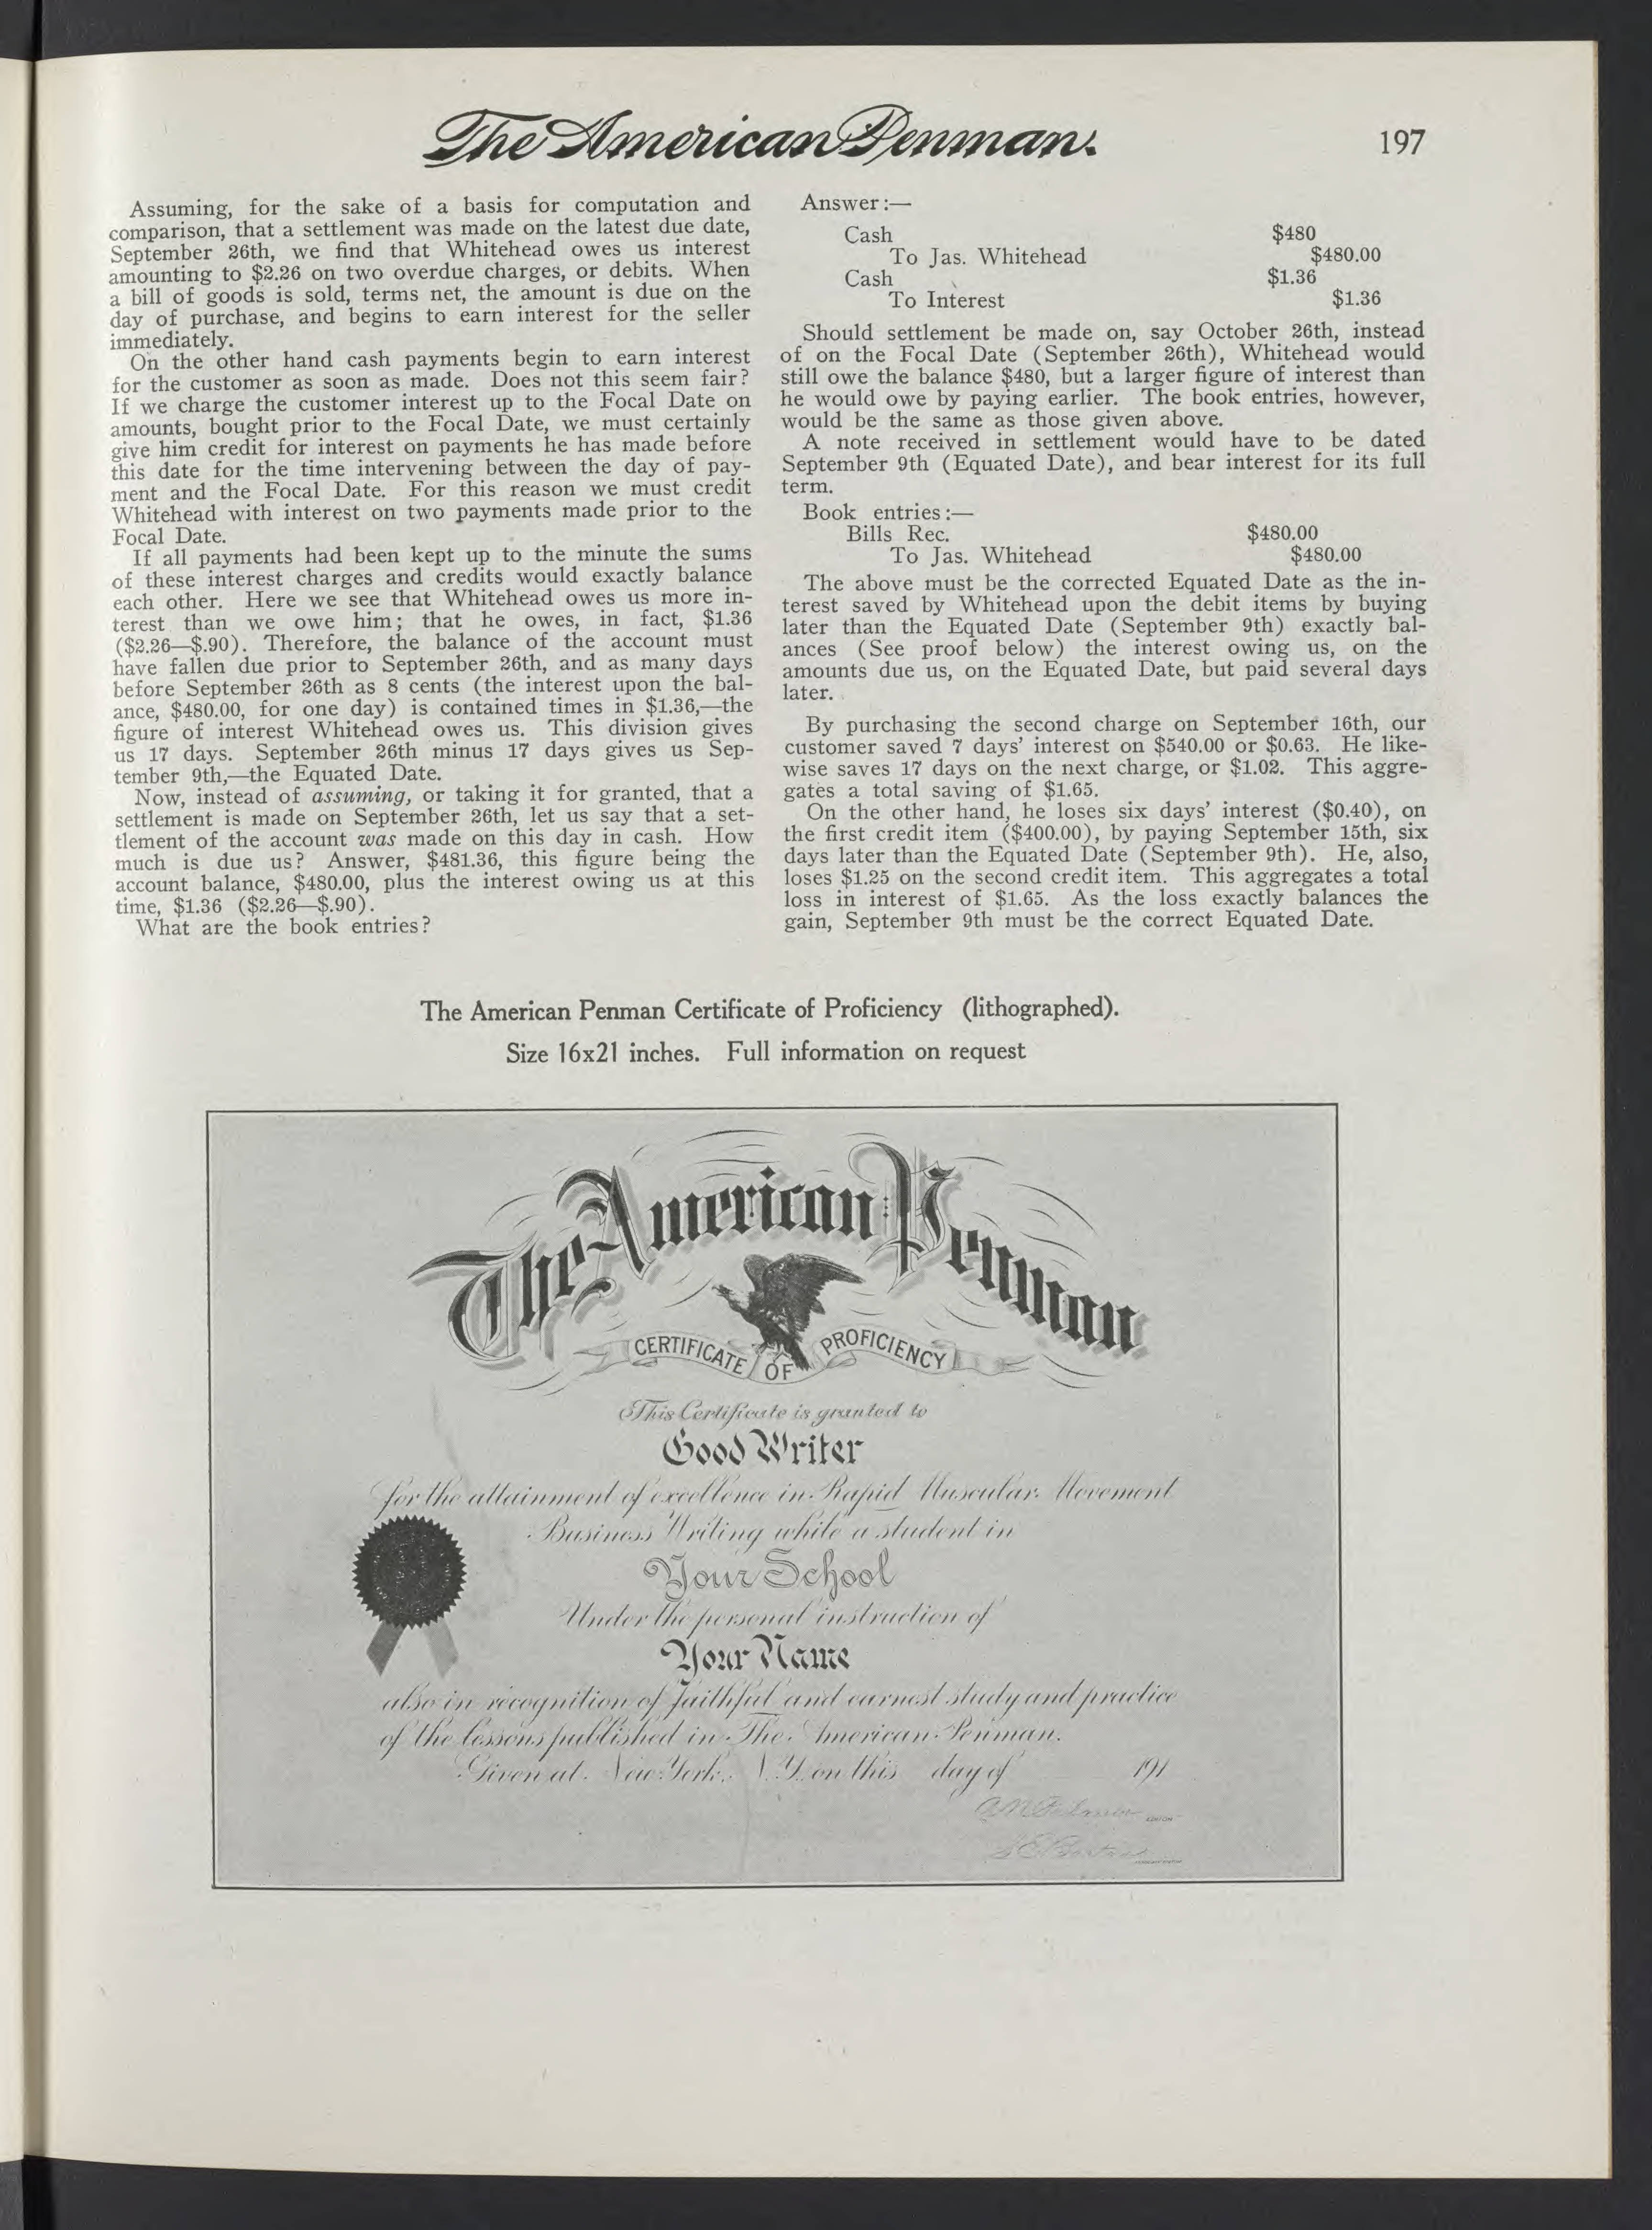 The American Penman.
197
Assuming, for the sake of a basis for computation and
comparison, that a settlement was made on the latest due date,
September 26th, we find that Whitehead owes us interest
amounting to $2.26 on two overdue charges, or debits. When
a bill of goods is sold, terms net, the amount is due on the
day of purchase, and begins to earn interest for the seller
immediately.
On the other hand cash payments begin to earn interest
for the customer as soon as made. Does not this seem fair?
If we charge the customer interest up to the Focal Date on
amounts, bought prior to the Focal Date, we must certainly
give him credit for interest on payments he has made before
this date for the time intervening between the day of pay-
ment and the Focal Date. For this reason we must credit
Whitehead with interest on two payments made prior to the
Focal Date.
If all payments had been kept up to the minute the sums
of these interest charges and credits would exactly balance
each other. Here we see that Whitehead owes us more in-
terest than we owe him; that he owes, in fact, $1.36
($2.26—$.90). Therefore, the balance of the account must
have fallen due prior to September 26th, and as many days
before September 26th as 8 cents (the interest upon the bal-
ance, $480.00, for one day) is contained times in $1.36,—the
figure of interest Whitehead owes us. This division gives
us 17 days. September 26th minus 17 days gives us Sep-
tember 9th,—the Equated Date.
Now, instead of assuming, or taking it for granted, that a
settlement is made on September 26th, let us say that a set-
tlement of the account was made on this day in cash. How
much is due us? Answer, $481.36, this figure being the
account balance, $480.00, plus the interest owing us at this
time, $1.36 ($2.26—$.90).
What are the book entries?
Answer:—
Cash $480
To Jas. Whitehead $480.00
Cash $1.36
To Interest $1.36
Should settlement be made on, say October 26th, instead
of on the Focal Date (September 26th), Whitehead would
still owe the balance $480, but a larger figure of interest than
he would owe by paying earlier. The book entries, however,
would be the same as those given above.
A note received in settlement would have to be dated
September 9th (Equated Date), and bear interest for its full
term.
Book entries:—
Bills Rec. $480.00
To Jas. Whitehead $480.00
The above must be the corrected Equated Date as the in-
terest saved by Whitehead upon the debit items by buying
later than the Equated Date (September 9th) exactly bal-
ances (See proof below) the interest owing us, on the
amounts due us, on the Equated Date, but paid several days
later.
By purchasing the second charge on September 16th, our
customer saved 7 days' interest on $540.00 or $0.63. He like-
wise saves 17 days on the next charge, or $1.02. This aggre-
gates a total saving of $1.65.
On the other hand, he loses six days' interest ($0.40), on
the first credit item ($400.00), by paying September 15th, six
days later than the Equated Date (September 9th). He, also,
loses $1.25 on the second credit item. This aggregates a total
loss in interest of $1.65. As the loss exactly balances the
gain, September 9th must be the correct Equated Date.
The American Penman Certificate of Proficiency (lithographed).
Size 16x21 inches. Full information on request
The American Penman
CERTIFICATE OF PROFICIENCY
This Certificate is granted to
Good Writer
for the attainment of excellence in Rapid Muscular Movement
Business Writing while a student in
Your School
Under the personal instruction of
Your Name
also in recognition of faithful and earnest study and practice
of the lessons published in The American Penman.
Given at New York, N.Y. on this day of 191
EDITOR